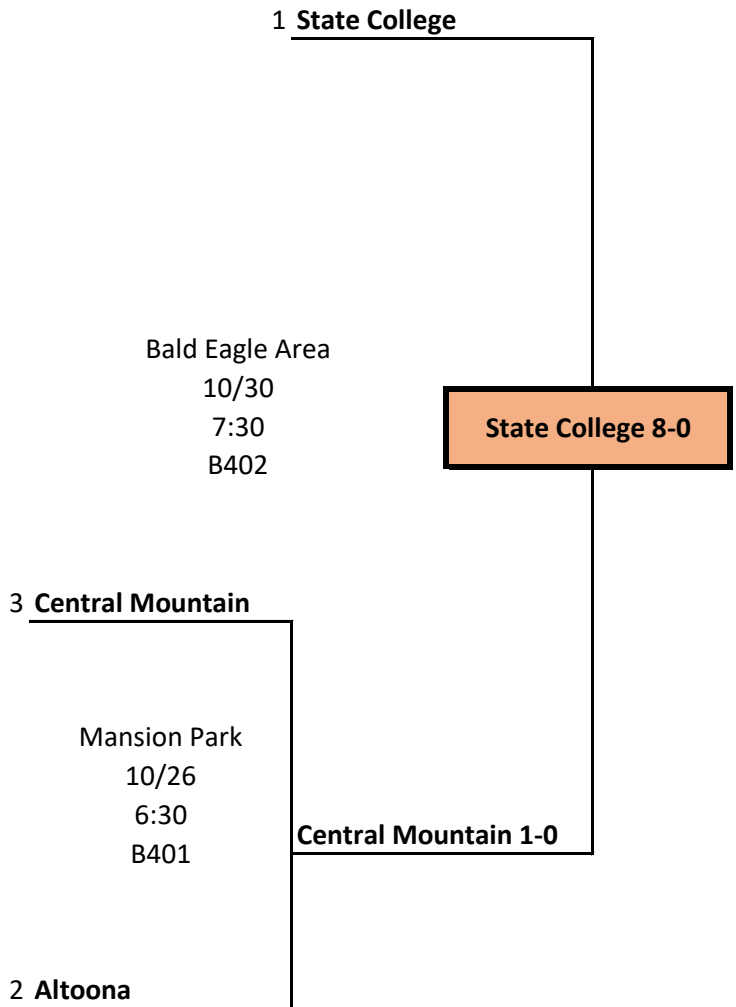 1 State College
Bald Eagle Area
10/30
7:30
B402
State College 8-0
3 Central Mountain
Mansion Park
10/26
6:30
B401
Central Mountain 1-0
2 Altoona